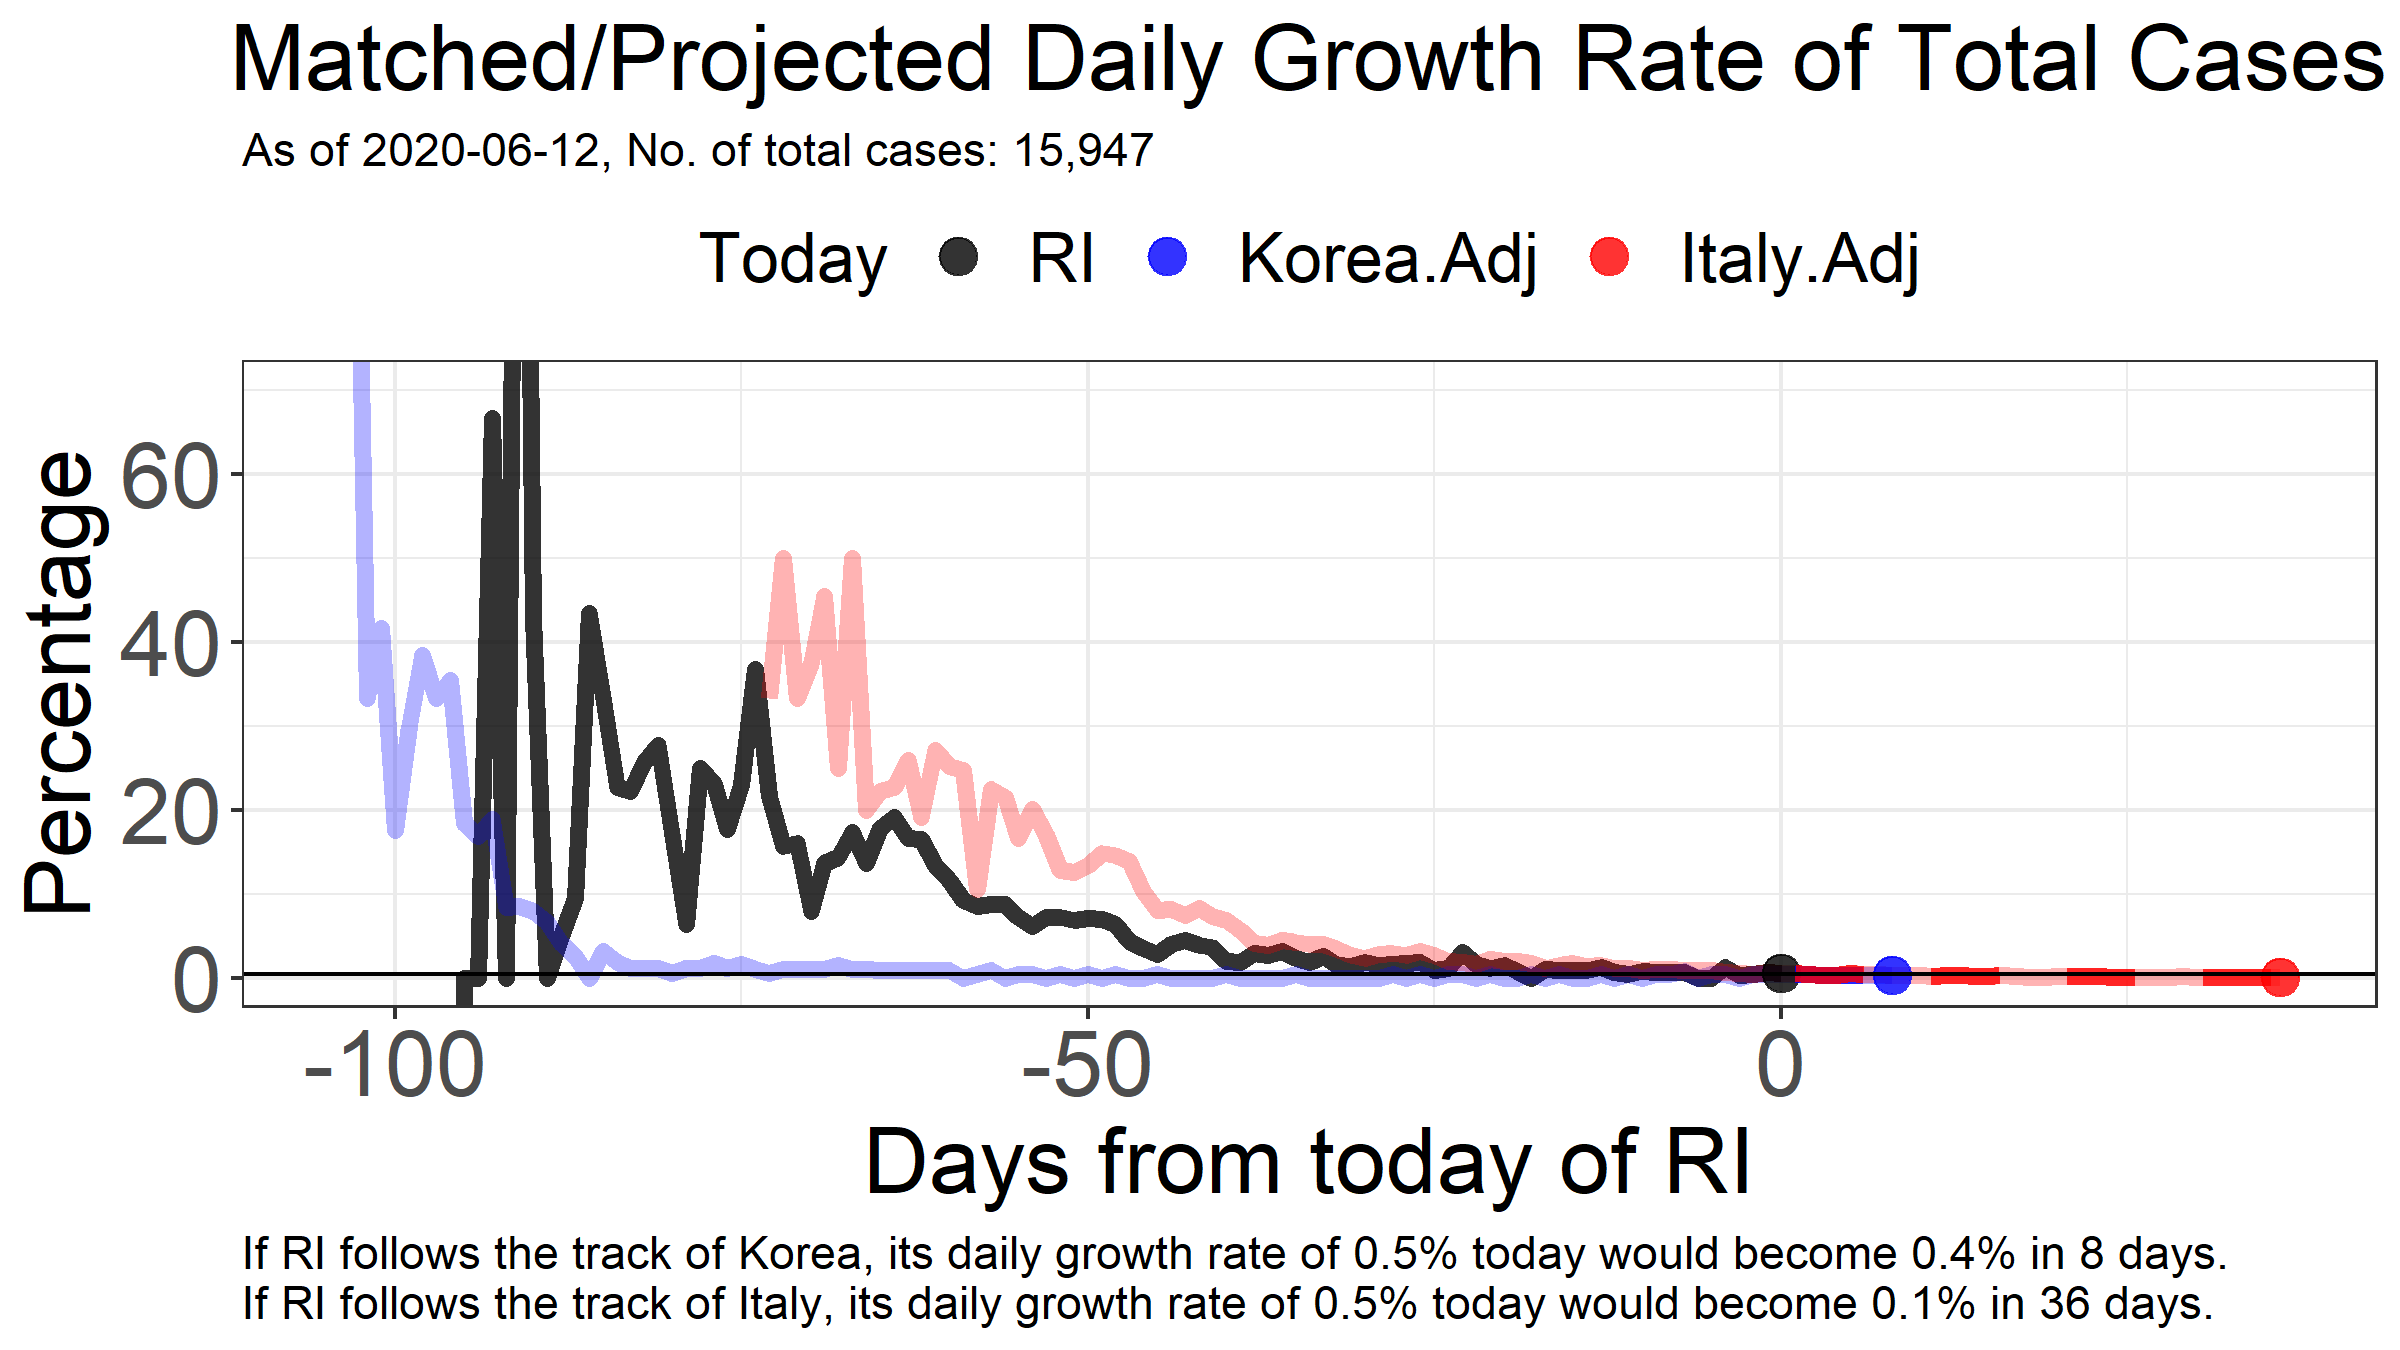 Matched/Projected Daily Growth Rate of Total Cases
As of 2020-06-12, No. of total cases: 15,947
Today RI Korea.Adj Italy.Adj
Percentage
60
40
20
0
-100 -50 0
Days from today of RI
If RI follows the track of Korea, its daily growth rate of 0.5% today would become 0.4% in 8 days.
If RI follows the track of Italy, its daily growth rate of 0.5% today would become 0.1% in 36 days.